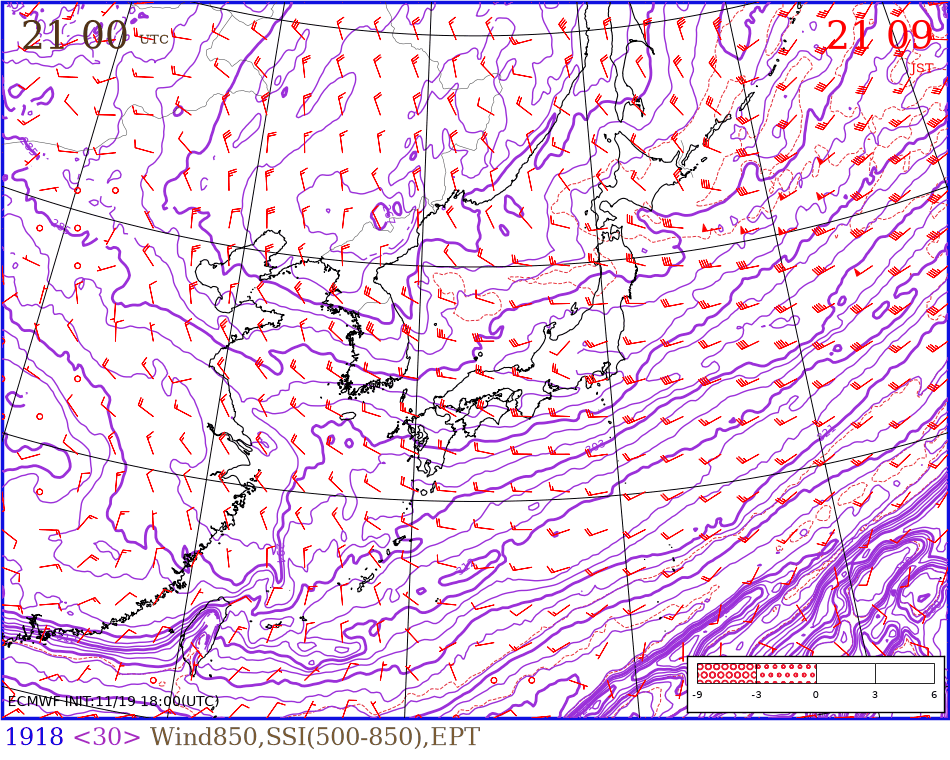 21 00 UTC
21 09
JST
ECMWF INIT:11/19 18:00(UTC)
-9 -3 0 3 6
1918 <30> Wind850,SSI(500-850),EPT